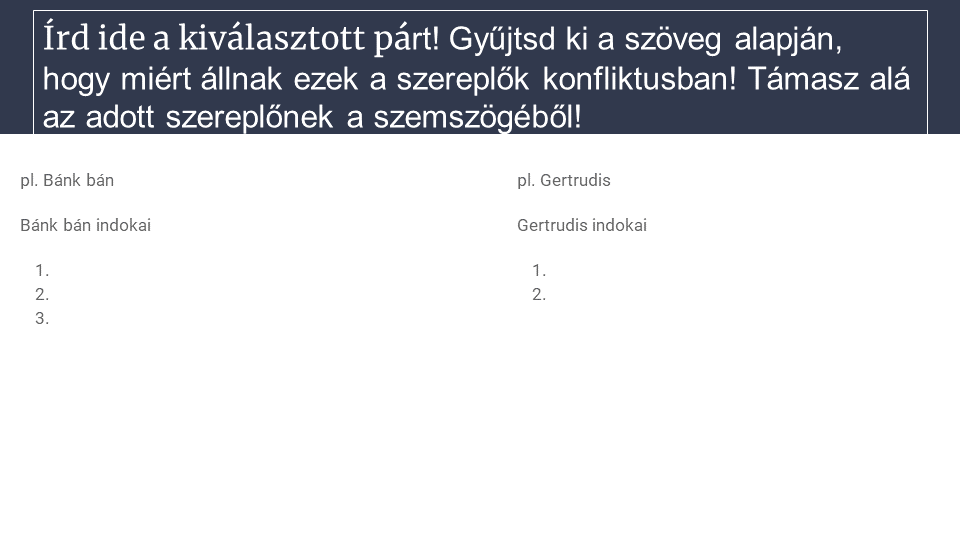 Írd ide a kiválasztott párt! Gyűjtsd ki a szöveg alapján,
hogy miért állnak ezek a szereplők konfliktusban! Támasz alá
az adott szereplőnek a szemszögéből!
pl. Bánk bán
Bánk bán indokai
1.
2.
3.
pl. Gertrudis
Gertrudis indokai
1.
2.